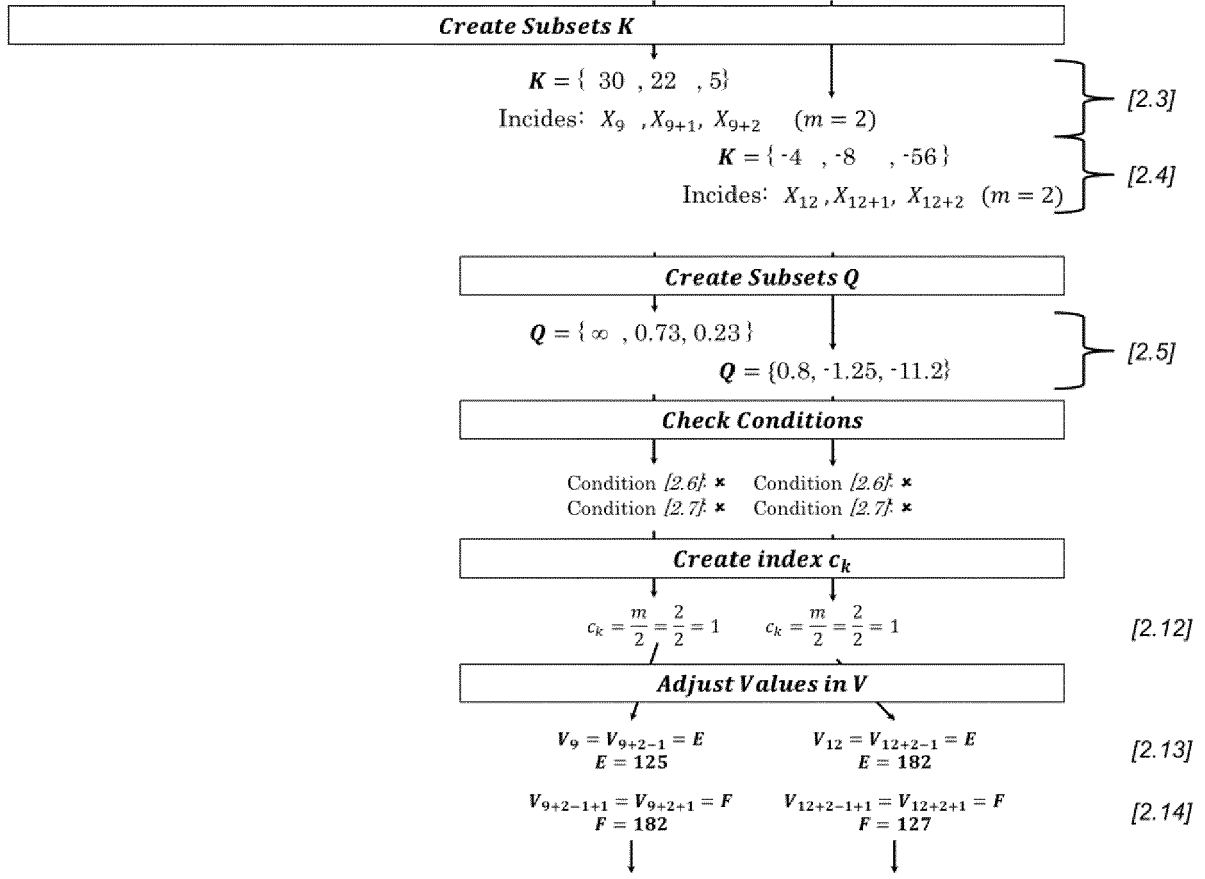 Create Subsets K
K = { 30 , 22 , 5}
Incides: X₉ , X₉₊₁, X₉₊₂ (m = 2)
[2.3]
K = { -4 , -8 , -56}
Incides: X₁₂ , X₁₂₊₁, X₁₂₊₂ (m = 2)
[2.4]
Create Subsets Q
Q = { ∞ , 0.73, 0.23 }
Q = {0.8, -1.25, -11.2}
[2.5]
Check Conditions
Condition [2.6]: × Condition [2.6]: ×
Condition [2.7]: × Condition [2.7]: ×
Create index cₖ
cₖ = m/2 = 2/2 = 1 cₖ = m/2 = 2/2 = 1 [2.12]
Adjust Values in V
V₉ = V₉₊₂₋₁ = E V₁₂ = V₁₂₊₂₋₁ = E
E = 125 E = 182
[2.13]
V₉₊₂₋₁₊₁ = V₉₊₂₊₁ = F V₁₂₊₂₋₁₊₁ = V₁₂₊₂₊₁ = F
F = 182 F = 127
[2.14]